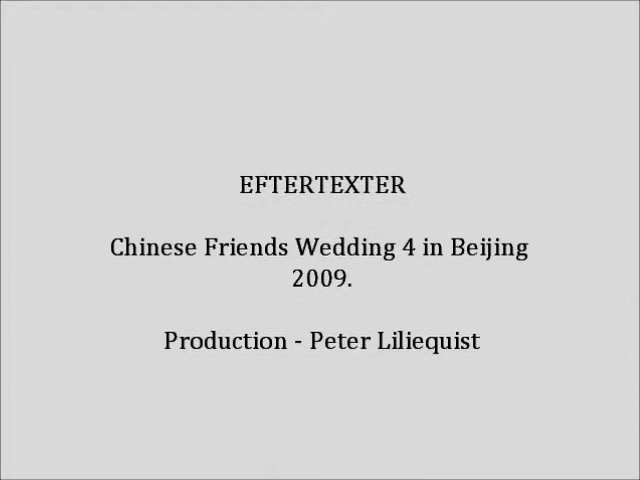 EFTERTEXTER
Chinese Friends Wedding 4 in Beijing
2009.
Production - Peter Liliequist